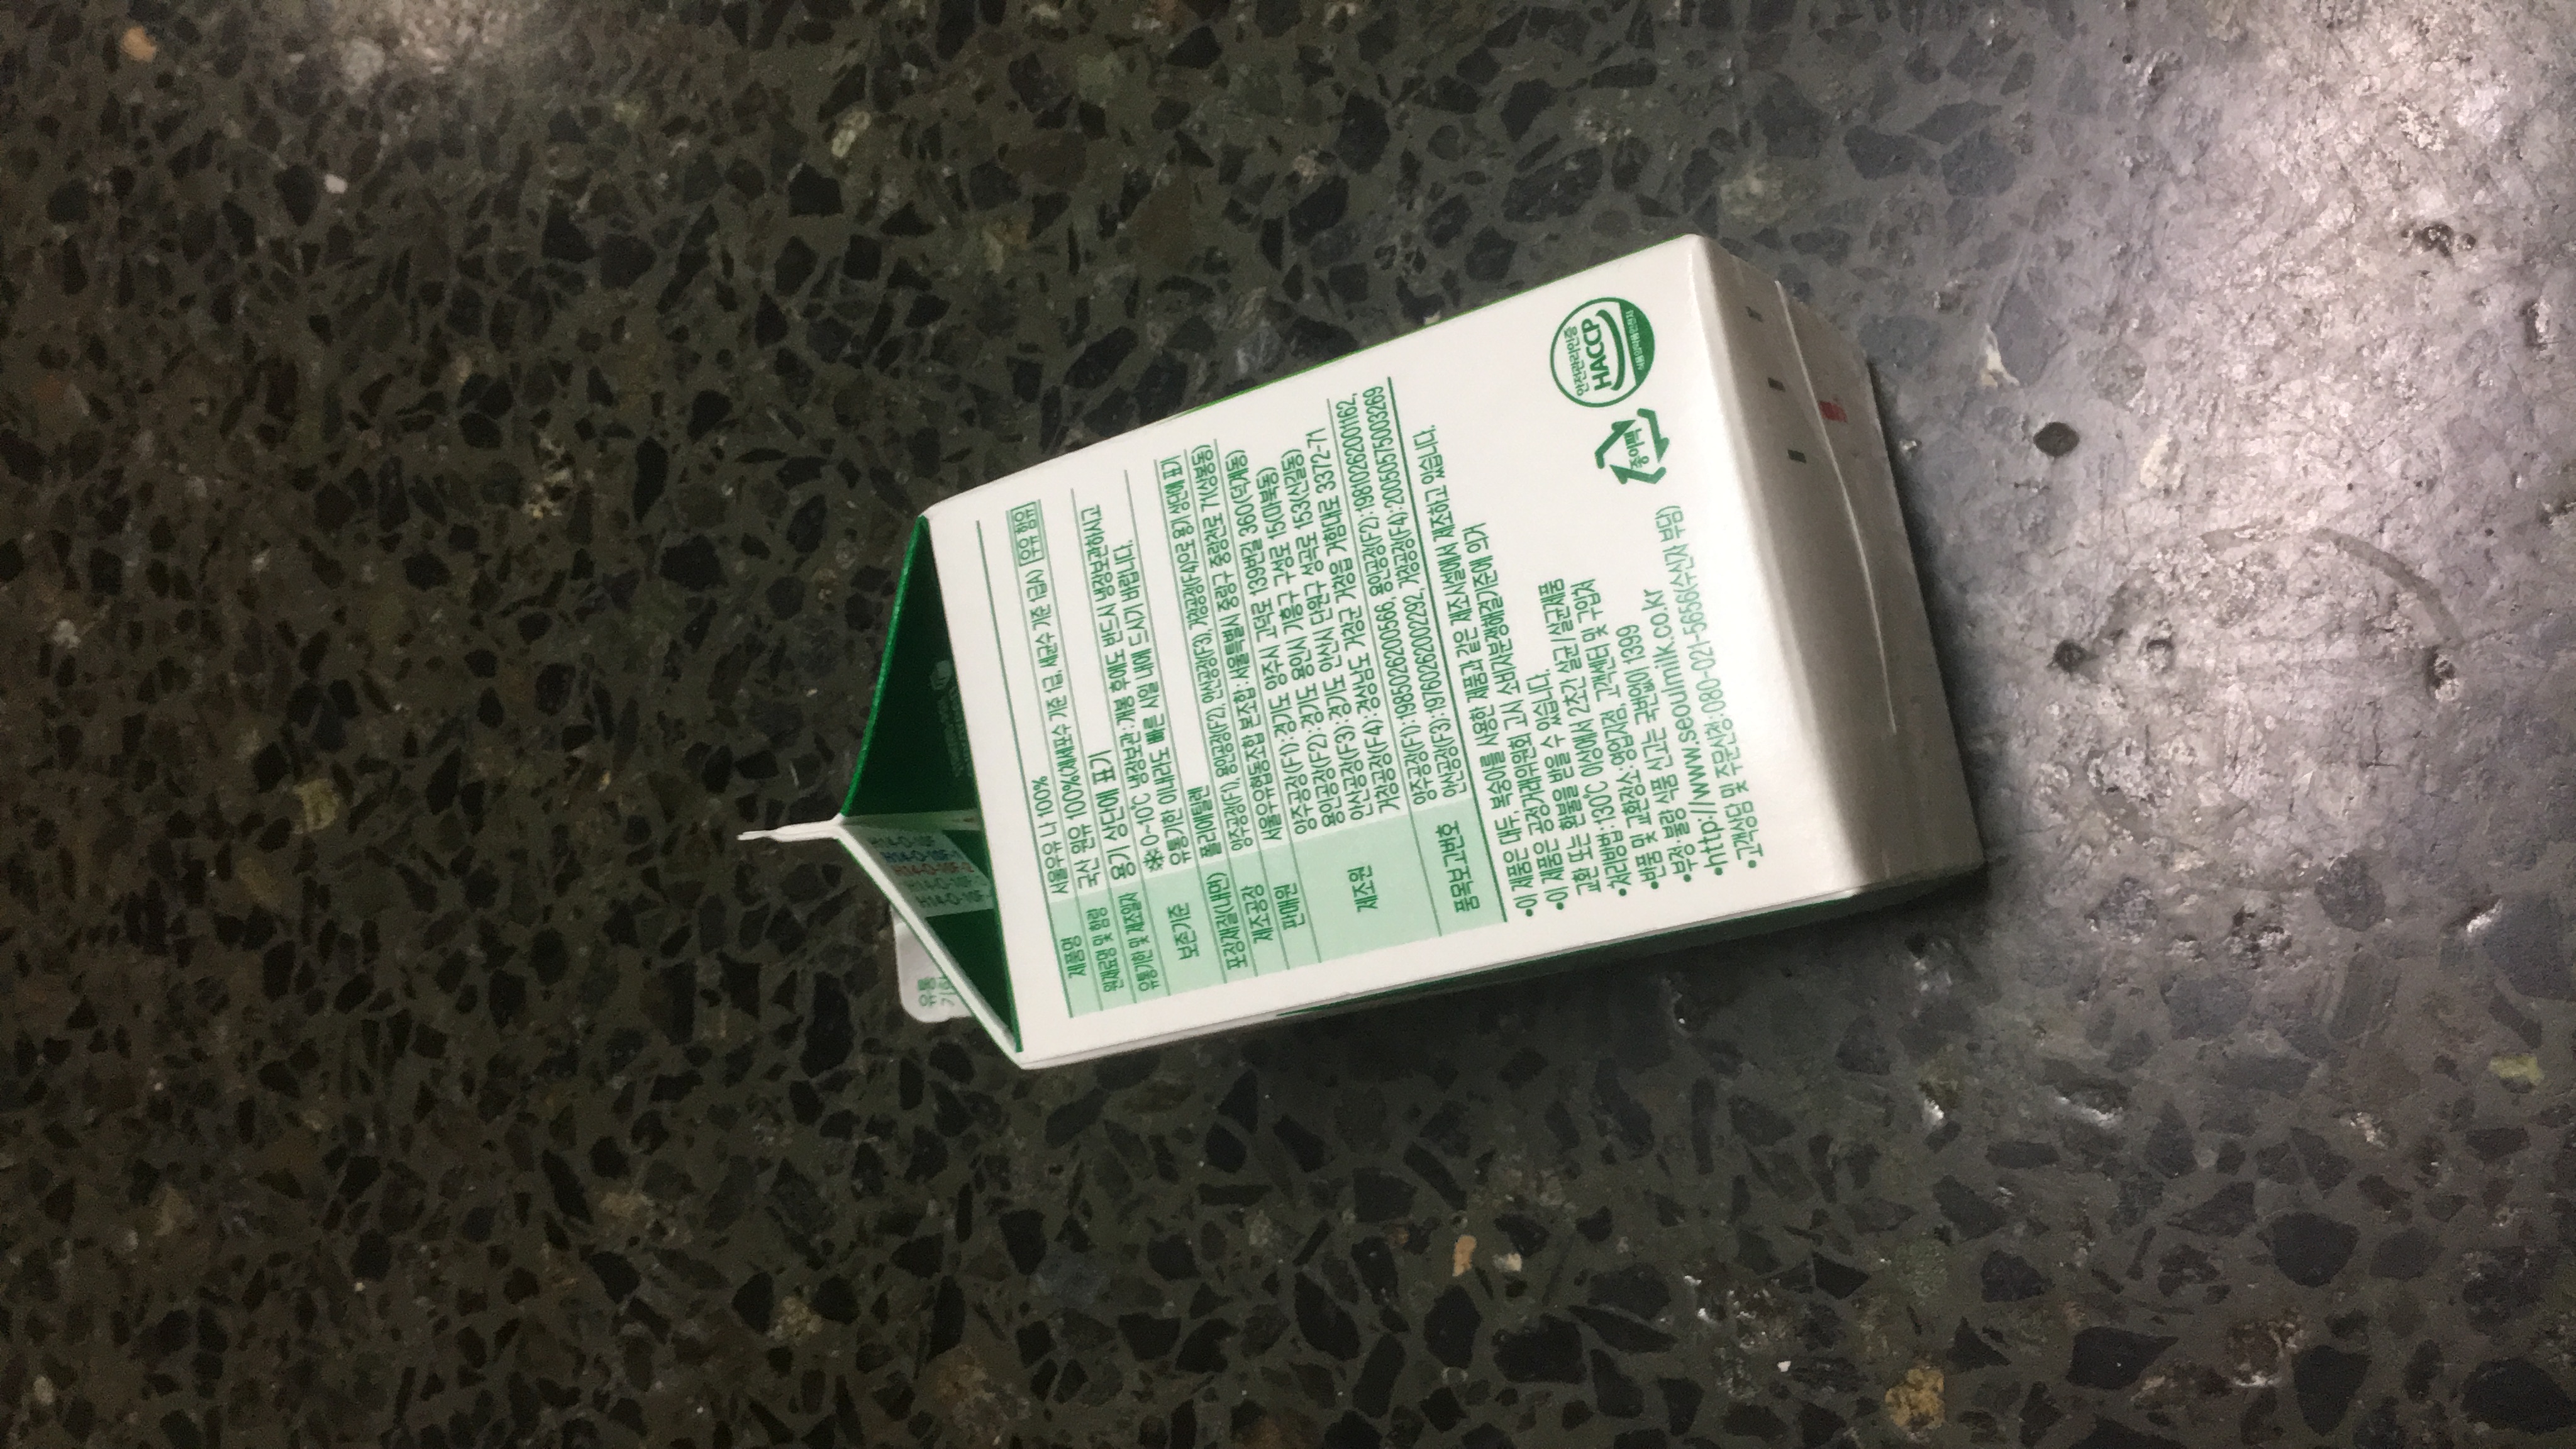 유통
기한
제품명 서울우유 나 100%
원재료명 및 함량 국산 원유 100%(체세포수 기준 1급, 세균수 기준 1급A) 우유 함유
유통기한 및 제조일자 용기 상단에 표기
보존기준 0~10℃ 냉장보관:개봉 후에도 반드시 냉장보관하시고
유통기한 이내라도 빠른 시일 내에 드시기 바랍니다.
포장재질(내면) 폴리에틸렌
제조공장 양주공장(F1), 용인공장(F2), 안산공장(F3), 거창공장(F4)으로 용기 상단에 표기
판매원 서울우유협동조합 본조합:서울특별시 중랑구 중랑천로 71(상봉동)
제조원 양주공장(F1):경기도 양주시 고덕로 139번길 360(덕계동)
용인공장(F2):경기도 용인시 기흥구 구성로 15(마북동)
안산공장(F3):경기도 안산시 단원구 성곡로 153(신길동)
거창공장(F4):경상남도 거창군 거창읍 거함대로 3372-71
품목보고번호 양주공장(F1):1985026200566, 용인공장(F2):19810262001162,
안산공장(F3):19760262002292, 거창공장(F4):20050575003269
•이 제품은 대두, 복숭아를 사용한 제품과 같은 제조시설에서 제조하고 있습니다.
•이 제품은 공정거래위원회 고시 소비자분쟁해결기준에 의거
교환 또는 환불을 받을 수 있습니다.
•처리방법:130℃ 이상에서 2초간 살균/살균제품
•반품 및 교환장소:영업지점, 고객센터 및 구입처
•부정·불량 식품 신고는 국번없이 1399
•http://www.seoulmilk.co.kr
•고객상담 및 주문신청:080-021-5656(수신자 부담)
종이팩
안전관리인증
HACCP
식품의약품안전처